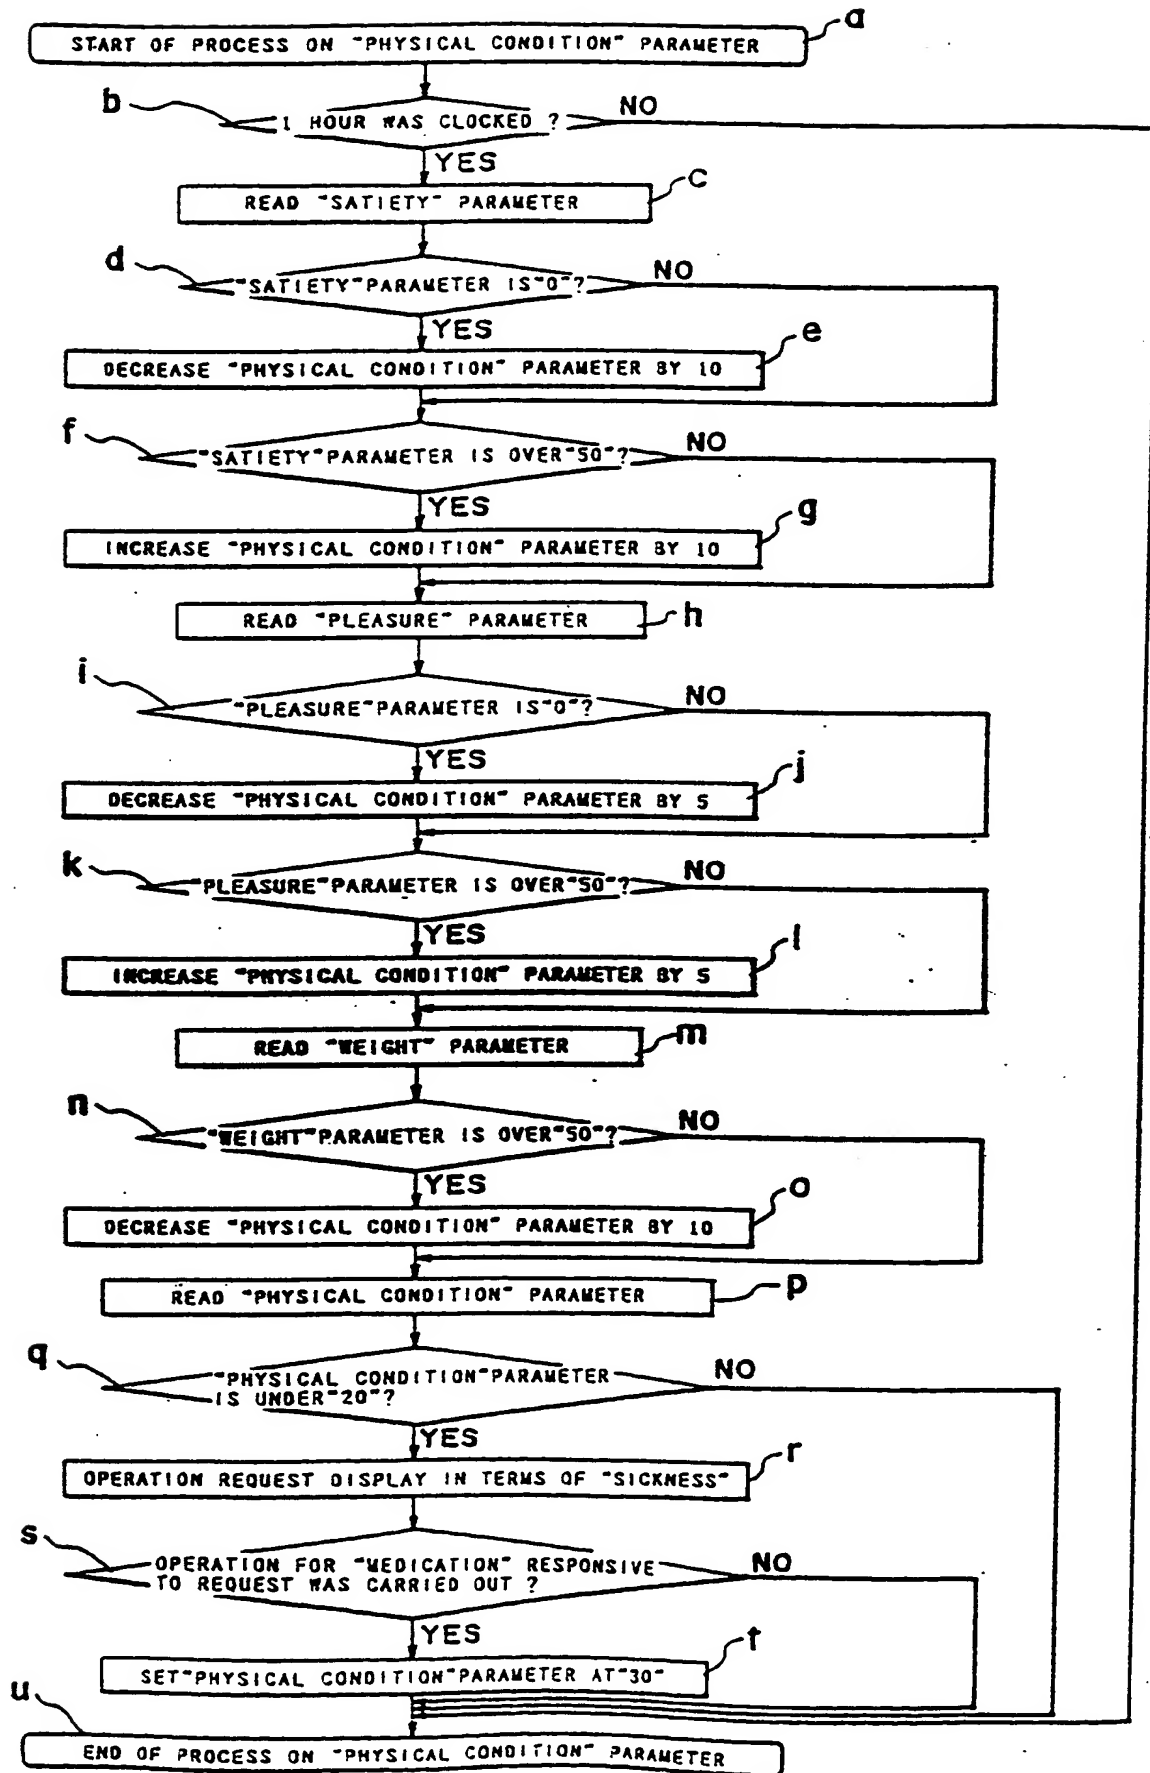 a
START OF PROCESS ON "PHYSICAL CONDITION" PARAMETER
b
1 HOUR WAS CLOCKED ?
NO
YES
c
READ "SATIETY" PARAMETER
d
"SATIETY" PARAMETER IS "0"?
NO
YES
e
DECREASE "PHYSICAL CONDITION" PARAMETER BY 10
f
"SATIETY" PARAMETER IS OVER "50"?
NO
YES
g
INCREASE "PHYSICAL CONDITION" PARAMETER BY 10
READ "PLEASURE" PARAMETER
h
i
"PLEASURE" PARAMETER IS "0"?
NO
YES
j
DECREASE "PHYSICAL CONDITION" PARAMETER BY 5
k
"PLEASURE" PARAMETER IS OVER "50"?
NO
YES
l
INCREASE "PHYSICAL CONDITION" PARAMETER BY 5
READ "WEIGHT" PARAMETER
m
n
"WEIGHT" PARAMETER IS OVER "50"?
NO
YES
o
DECREASE "PHYSICAL CONDITION" PARAMETER BY 10
READ "PHYSICAL CONDITION" PARAMETER
p
q
"PHYSICAL CONDITION" PARAMETER
IS UNDER "20"?
NO
YES
r
OPERATION REQUEST DISPLAY IN TERMS OF "SICKNESS"
s
OPERATION FOR "MEDICATION" RESPONSIVE
TO REQUEST WAS CARRIED OUT ?
NO
YES
t
SET "PHYSICAL CONDITION" PARAMETER AT "30"
u
END OF PROCESS ON "PHYSICAL CONDITION" PARAMETER